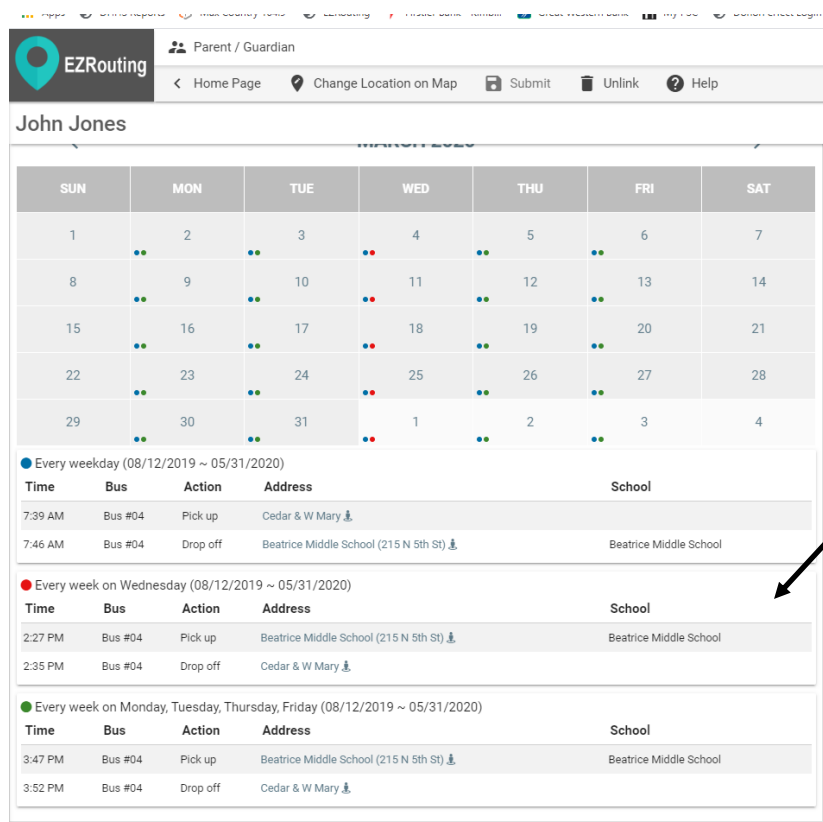 EZRouting
Parent / Guardian
Home Page Change Location on Map Submit Unlink Help
John Jones
MARCH 2020
SUN MON TUE WED THU FRI SAT
1 2 3 4 5 6 7
8 9 10 11 12 13 14
15 16 17 18 19 20 21
22 23 24 25 26 27 28
29 30 31 1 2 3 4
Every weekday (08/12/2019 ~ 05/31/2020)
Time Bus Action Address School
7:39 AM Bus #04 Pick up Cedar & W Mary
7:46 AM Bus #04 Drop off Beatrice Middle School (215 N 5th St) Beatrice Middle School
Every week on Wednesday (08/12/2019 ~ 05/31/2020)
Time Bus Action Address School
2:27 PM Bus #04 Pick up Beatrice Middle School (215 N 5th St) Beatrice Middle School
2:35 PM Bus #04 Drop off Cedar & W Mary
Every week on Monday, Tuesday, Thursday, Friday (08/12/2019 ~ 05/31/2020)
Time Bus Action Address School
3:47 PM Bus #04 Pick up Beatrice Middle School (215 N 5th St) Beatrice Middle School
3:52 PM Bus #04 Drop off Cedar & W Mary